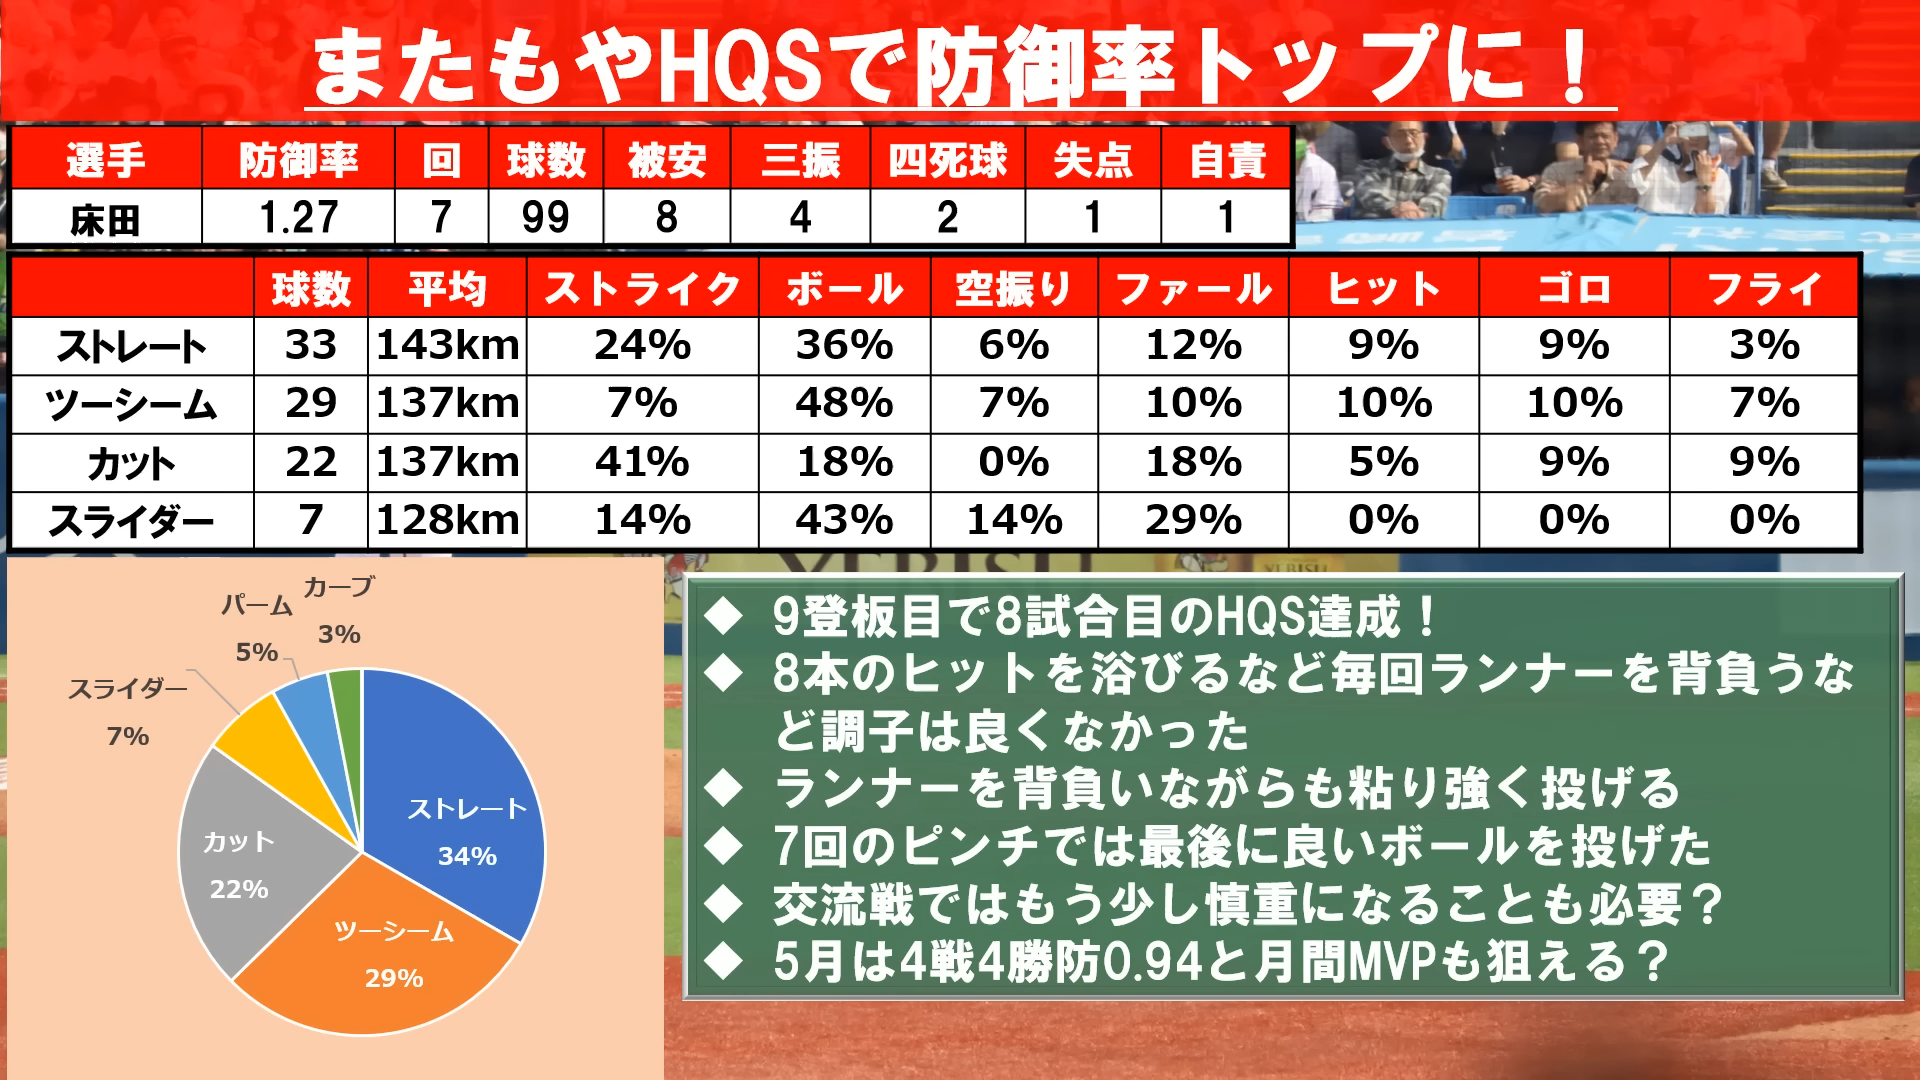 またもやHQSで防御率トップに！
選手 防御率 回 球数 被安 三振 四死球 失点 自責
床田 1.27 7 99 8 4 2 1 1
球数 平均 ストライク ボール 空振り ファール ヒット ゴロ フライ
ストレート 33 143km 24% 36% 6% 12% 9% 9% 3%
ツーシーム 29 137km 7% 48% 7% 10% 10% 10% 7%
カット 22 137km 41% 18% 0% 18% 5% 9% 9%
スライダー 7 128km 14% 43% 14% 29% 0% 0% 0%
カーブ
3%
パーム
5%
スライダー
7%
カット
22%
ストレート
34%
ツーシーム
29%
◆ 9登板目で8試合目のHQS達成！
◆ 8本のヒットを浴びるなど毎回ランナーを背負うな
ど調子は良くなかった
◆ ランナーを背負いながらも粘り強く投げる
◆ 7回のピンチでは最後に良いボールを投げた
◆ 交流戦ではもう少し慎重になることも必要？
◆ 5月は4戦4勝防0.94と月間MVPも狙える？
YEBISU